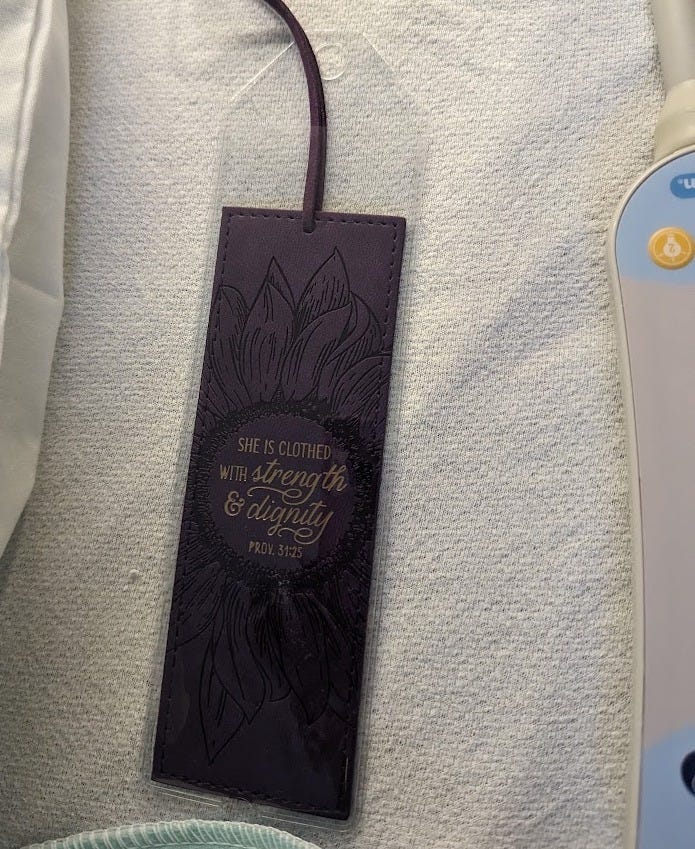 SHE IS CLOTHED
WITH strength
& dignity
PROV. 31:25